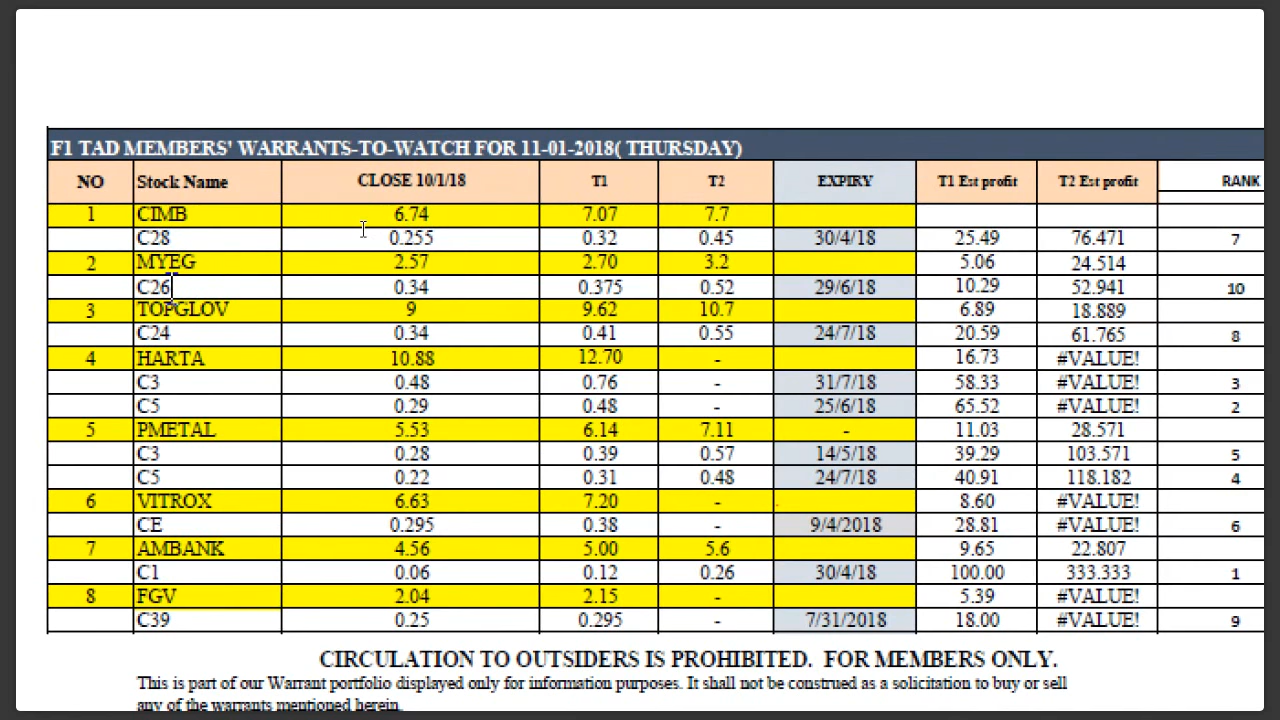 F1 TAD MEMBERS' WARRANTS-TO-WATCH FOR 11-01-2018( THURSDAY)
NO Stock Name CLOSE 10/1/18 T1 T2 EXPIRY T1 Est profit T2 Est profit RANK
1 CIMB 6.74 7.07 7.7
C28 0.255 0.32 0.45 30/4/18 25.49 76.471 7
2 MYEG 2.57 2.70 3.2 5.06 24.514
C26 0.34 0.375 0.52 29/6/18 10.29 52.941 10
3 TOPGLOV 9 9.62 10.7 6.89 18.889
C24 0.34 0.41 0.55 24/7/18 20.59 61.765 8
4 HARTA 10.88 12.70 - 16.73 #VALUE!
C3 0.48 0.76 - 31/7/18 58.33 #VALUE! 3
C5 0.29 0.48 - 25/6/18 65.52 #VALUE! 2
5 PMETAL 5.53 6.14 7.11 - 11.03 28.571
C3 0.28 0.39 0.57 14/5/18 39.29 103.571 5
C5 0.22 0.31 0.48 24/7/18 40.91 118.182 4
6 VITROX 6.63 7.20 - 8.60 #VALUE!
CE 0.295 0.38 - 9/4/2018 28.81 #VALUE! 6
7 AMBANK 4.56 5.00 5.6 9.65 22.807
C1 0.06 0.12 0.26 30/4/18 100.00 333.333 1
8 FGV 2.04 2.15 - 5.39 #VALUE!
C39 0.25 0.295 - 7/31/2018 18.00 #VALUE! 9
CIRCULATION TO OUTSIDERS IS PROHIBITED. FOR MEMBERS ONLY.
This is part of our Warrant portfolio displayed only for information purposes. It shall not be construed as a solicitation to buy or sell
any of the warrants mentioned herein.